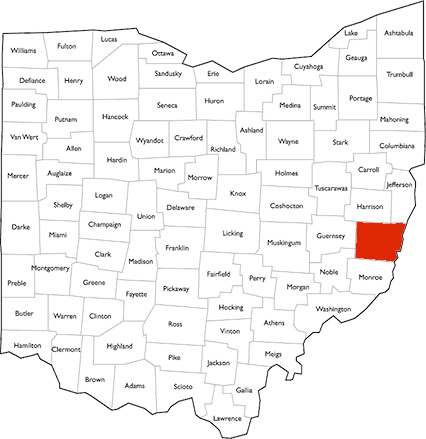 Lake Ashtabula
Lucas
Williams Fulton
Ottawa
Geauga
Cuyahoga
Defiance Henry Wood Sandusky Erie Lorain Trumbull
Paulding Seneca Huron Medina Summit Portage
Putnam Hancock Mahoning
Van Wert Allen Wyandot Crawford Richland Ashland Wayne Stark Columbiana
Hardin
Mercer Auglaize Marion Morrow Holmes Carroll
Jefferson
Logan Knox Tuscarawas
Shelby Union Delaware Coshocton Harrison
Darke Miami Champaign Licking Muskingum Guernsey
Clark Madison Franklin
Montgomery Fairfield Perry Noble Monroe
Preble Greene Fayette Pickaway Morgan
Butler Warren Clinton Ross Hocking Washington
Vinton Athens
Hamilton Clermont Highland Pike Jackson Meigs
Brown Adams Scioto Gallia
Lawrence